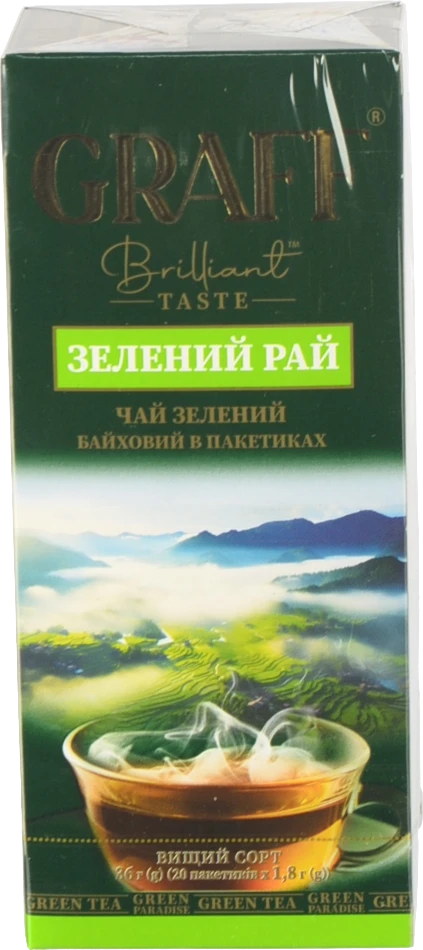 GRAFF®
Brilliant™
TASTE
ЗЕЛЕНИЙ РАЙ
ЧАЙ ЗЕЛЕНИЙ
БАЙХОВИЙ В ПАКЕТИКАХ
ВИЩИЙ СОРТ
36 г (g) (20 пакетиків х 1,8 г (g))
GREEN TEA GREEN PARADISE GREEN TEA GREEN PARADISE GREEN